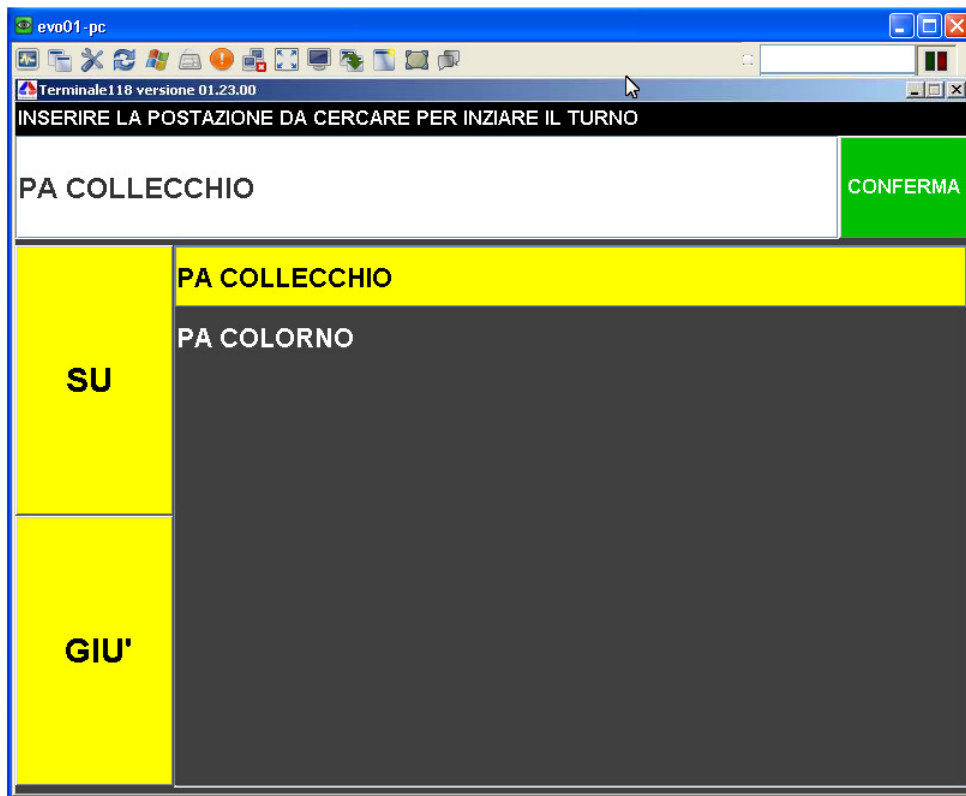 evo01-pc
Terminale118 versione 01.23.00
INSERIRE LA POSTAZIONE DA CERCARE PER INZIARE IL TURNO
PA COLLECCHIO
CONFERMA
PA COLLECCHIO
PA COLORNO
SU
GIU'